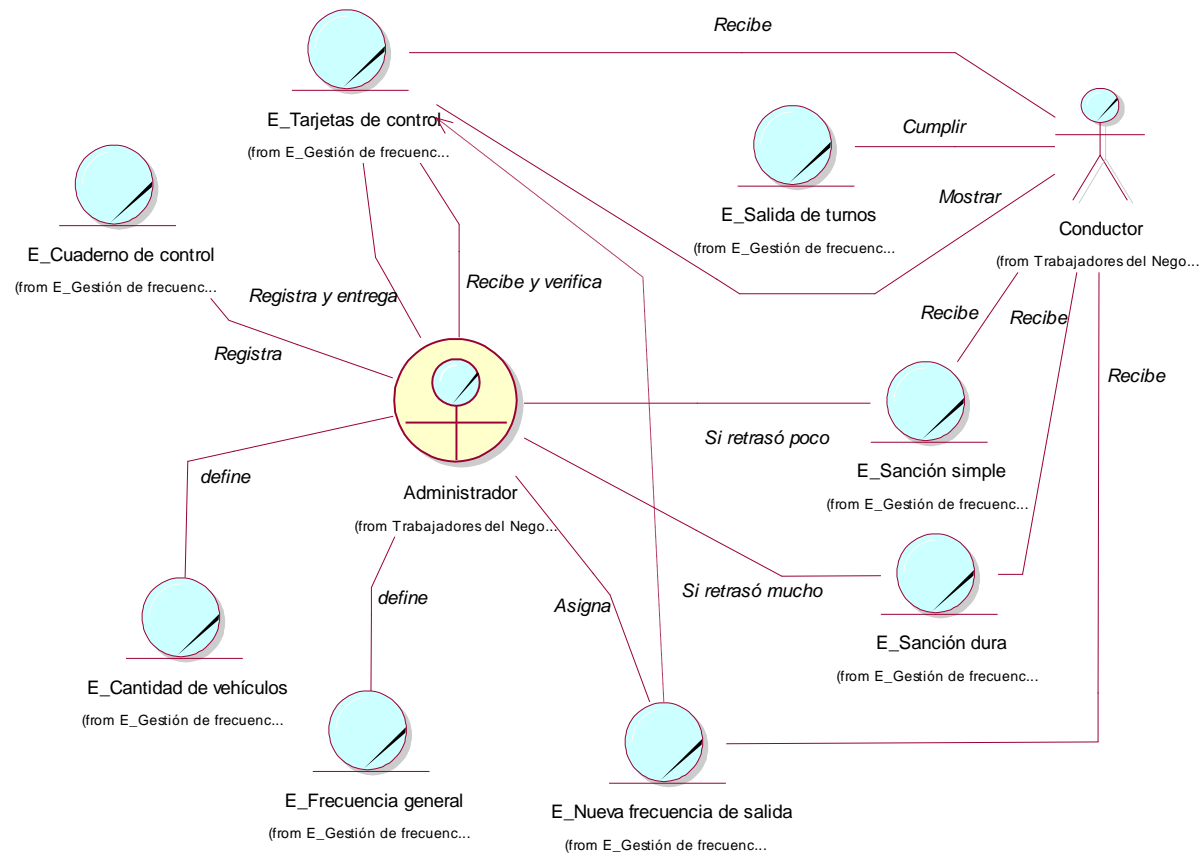 Recibe
E_Tarjetas de control
(from E_Gestión de frecuenc...
Cumplir
E_Salida de turnos
(from E_Gestión de frecuenc...
Mostrar
Conductor
(from Trabajadores del Nego...
E_Cuaderno de control
(from E_Gestión de frecuenc...
Registra y entrega
Recibe y verifica
Registra
Recibe
Recibe
Recibe
Si retrasó poco
E_Sanción simple
(from E_Gestión de frecuenc...
define
Administrador
(from Trabajadores del Nego...
define
Asigna
Si retrasó mucho
E_Sanción dura
(from E_Gestión de frecuenc...
E_Cantidad de vehículos
(from E_Gestión de frecuenc...
E_Frecuencia general
(from E_Gestión de frecuenc...
E_Nueva frecuencia de salida
(from E_Gestión de frecuenc...